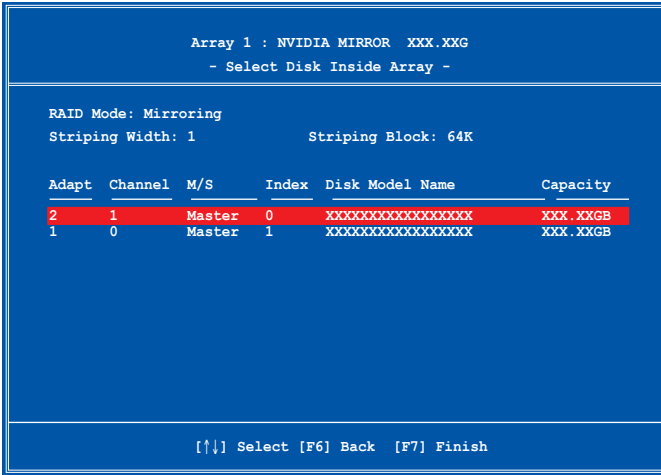 Array 1 : NVIDIA MIRROR XXX.XXG
- Select Disk Inside Array -
RAID Mode: Mirroring
Striping Width: 1 Striping Block: 64K
Adapt Channel M/S Index Disk Model Name Capacity
2 1 Master 0 XXXXXXXXXXXXXXXXX XXX.XXGB
1 0 Master 1 XXXXXXXXXXXXXXXXX XXX.XXGB
[↑↓] Select [F6] Back [F7] Finish